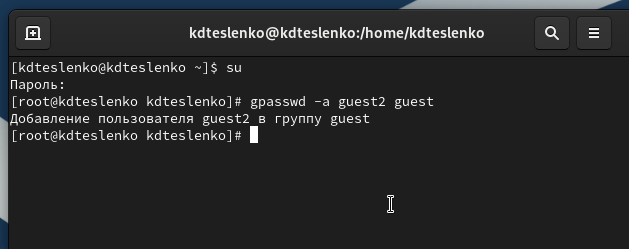 kdteslenko@kdteslenko:/home/kdteslenko
[kdteslenko@kdteslenko ~]$ su
Пароль:
[root@kdteslenko kdteslenko]# gpasswd -a guest2 guest
Добавление пользователя guest2 в группу guest
[root@kdteslenko kdteslenko]#